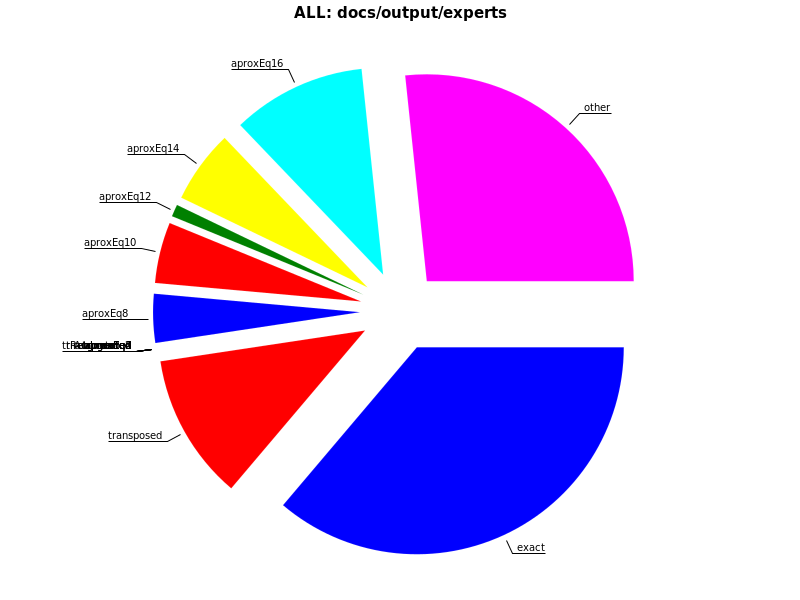 ALL: docs/output/experts
aproxEq16
other
aproxEq14
aproxEq12
aproxEq10
aproxEq8
transposed
exact